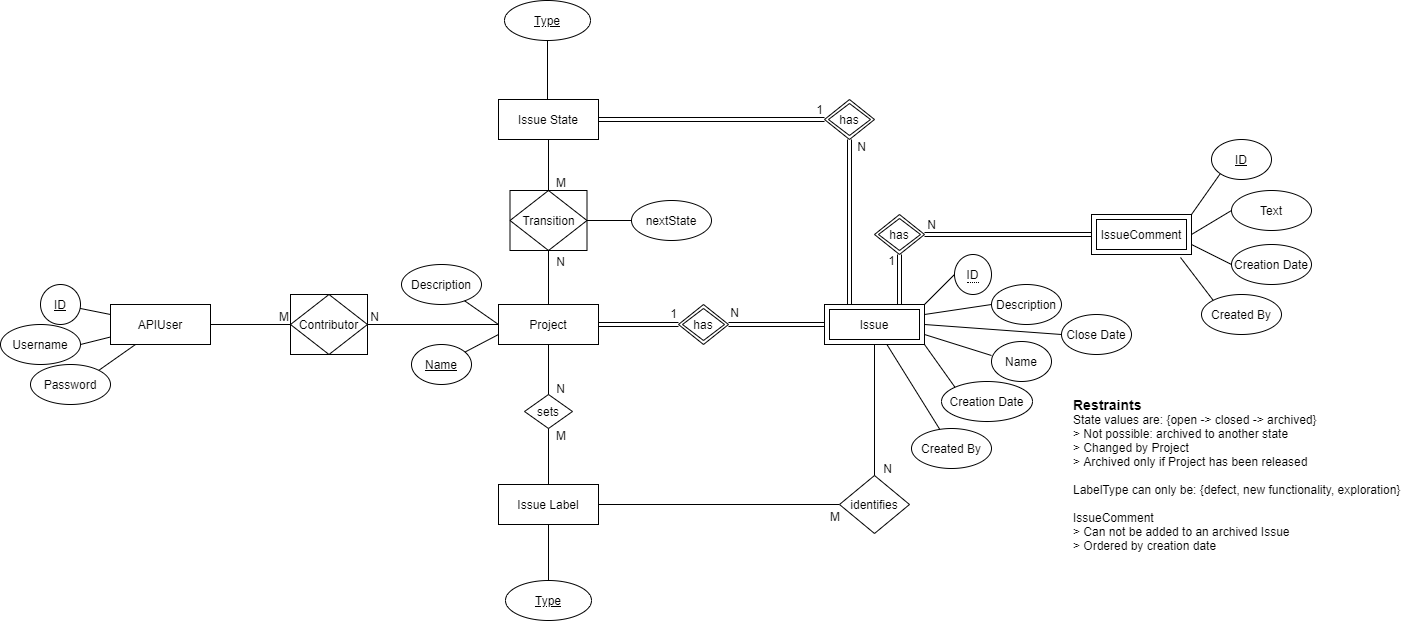 Type
Issue State
1
has
N
ID
M
Transition
nextState
Text
has
N
IssueComment
1
N
Creation Date
ID
Description
ID
Description
Created By
APIUser
M
Contributor
N
Project
1
has
N
Issue
Close Date
Username
Name
Name
Password
N
Creation Date
sets
M
Created By
Restraints
State values are: {open -> closed -> archived}
> Not possible: archived to another state
> Changed by Project
> Archived only if Project has been released
LabelType can only be: {defect, new functionality, exploration}
IssueComment
> Can not be added to an archived Issue
> Ordered by creation date
N
Issue Label
M
identifies
Type